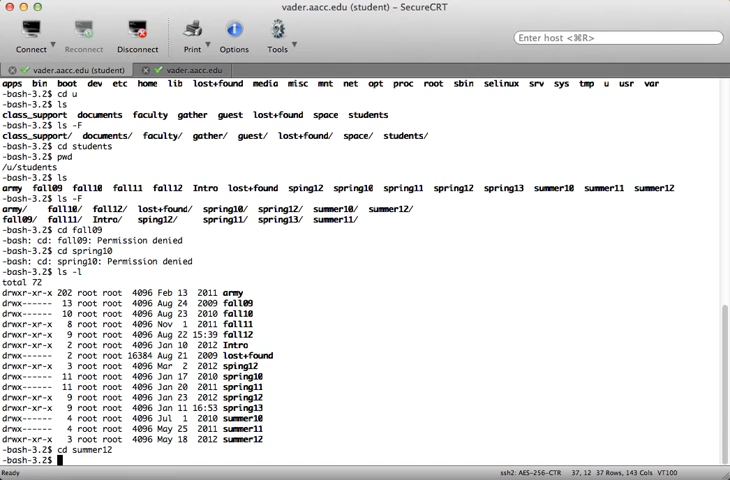 vader.aacc.edu (student) – SecureCRT
Connect Reconnect Disconnect Print Options Tools Enter host <⌘R>
vader.aacc.edu (student) vader.aacc.edu
apps bin boot dev etc home lib lost+found media misc mnt net opt proc root sbin selinux srv sys tmp u usr var
-bash-3.2$ cd u
-bash-3.2$ ls
class_support documents faculty gather guest lost+found space students
-bash-3.2$ ls -F
class_support/ documents/ faculty/ gather/ guest/ lost+found/ space/ students/
-bash-3.2$ cd students
-bash-3.2$ pwd
/u/students
-bash-3.2$ ls
army fall09 fall10 fall11 fall12 Intro lost+found sping12 spring10 spring11 spring12 spring13 summer10 summer11 summer12
-bash-3.2$ ls -F
army/ fall10/ fall12/ lost+found/ spring10/ spring12/ summer10/ summer12/
fall09/ fall11/ Intro/ sping12/ spring11/ spring13/ summer11/
-bash-3.2$ cd fall09
-bash: cd: fall09: Permission denied
-bash-3.2$ cd spring10
-bash: cd: spring10: Permission denied
-bash-3.2$ ls -l
total 72
drwxr-xr-x 202 root root 4096 Feb 13 2011 army
drwx------ 13 root root 4096 Aug 24 2009 fall09
drwx------ 10 root root 4096 Aug 23 2010 fall10
drwxr-xr-x 8 root root 4096 Nov 1 2011 fall11
drwxr-xr-x 9 root root 4096 Aug 22 15:39 fall12
drwxr-xr-x 2 root root 4096 Jan 10 2012 Intro
drwx------ 2 root root 16384 Aug 21 2009 lost+found
drwxr-xr-x 3 root root 4096 Mar 2 2012 sping12
drwx------ 11 root root 4096 Jan 17 2010 spring10
drwx------ 11 root root 4096 Jan 20 2011 spring11
drwxr-xr-x 9 root root 4096 Jan 23 2012 spring12
drwxr-xr-x 9 root root 4096 Jan 11 16:53 spring13
drwx------ 4 root root 4096 Jul 1 2010 summer10
drwx------ 4 root root 4096 May 25 2011 summer11
drwxr-xr-x 3 root root 4096 May 18 2012 summer12
-bash-3.2$ cd summer12
-bash-3.2$
Ready ssh2: AES-256-CTR 37, 12 37 Rows, 143 Cols VT100